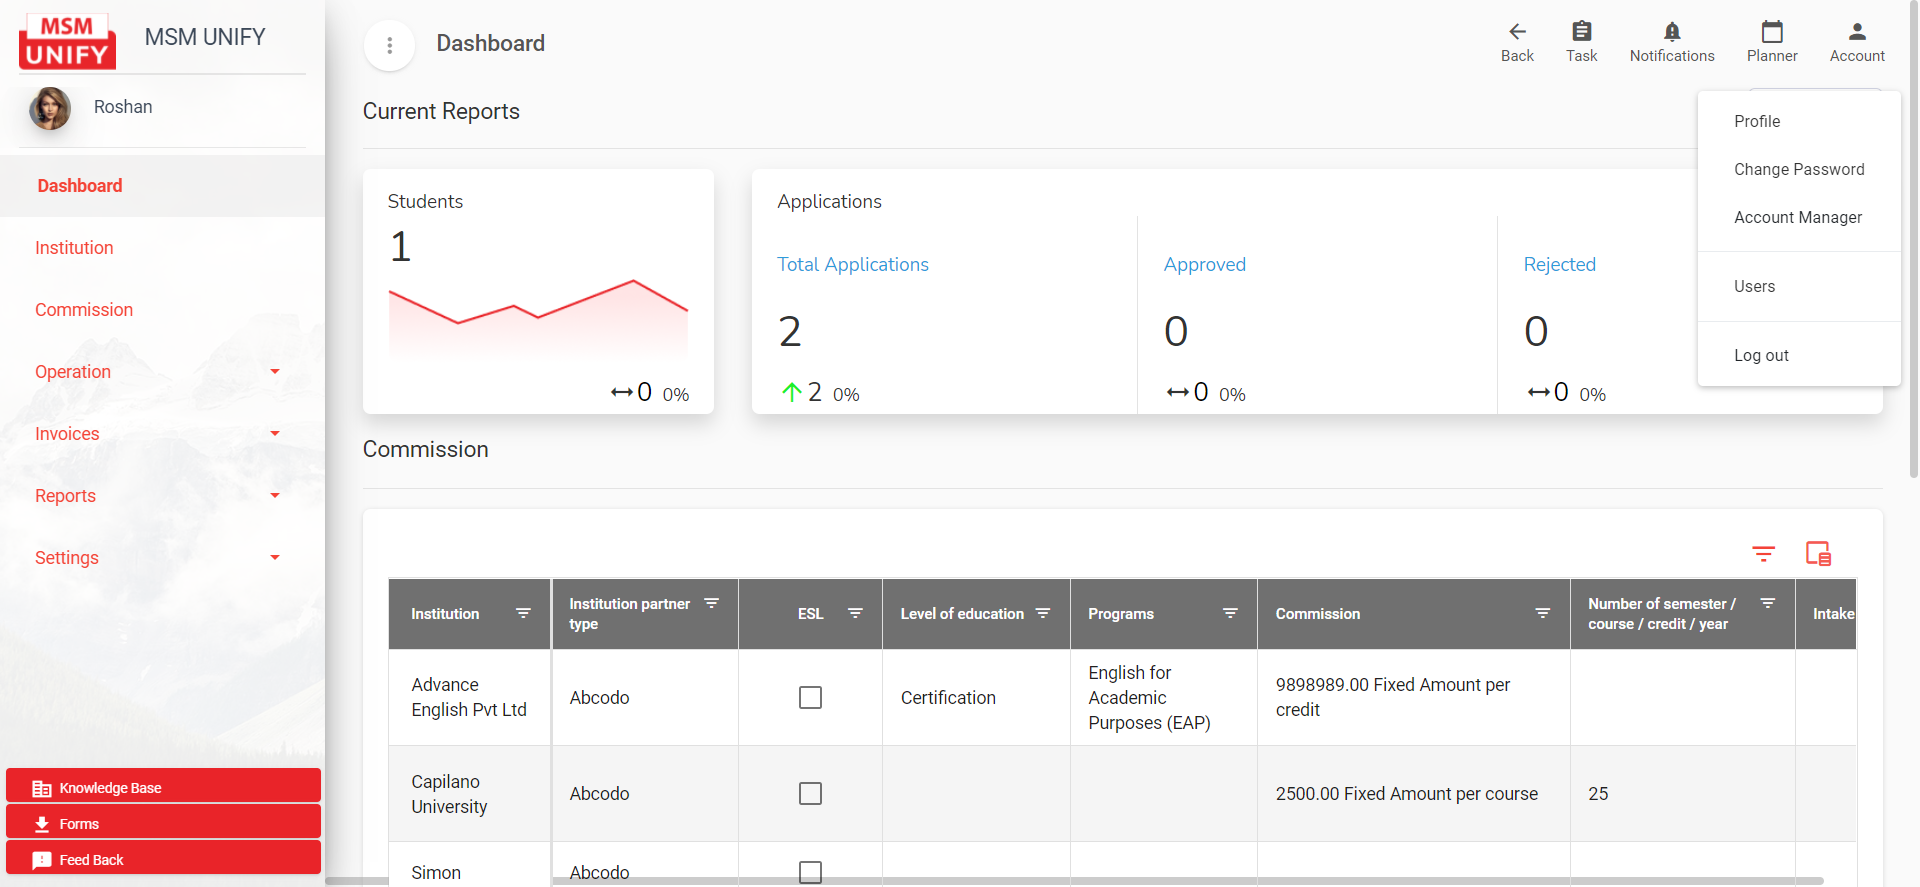 MSM
UNIFY
MSM UNIFY
Roshan
Dashboard
Institution
Commission
Operation
Invoices
Reports
Settings
Knowledge Base
Forms
Feed Back
Dashboard
Back
Task
Notifications
Planner
Account
Profile
Change Password
Account Manager
Users
Log out
Current Reports
Students
1
0 0%
Applications
Total Applications
2
2 0%
Approved
0
0 0%
Rejected
0
0 0%
Commission
Institution
Institution partner
type
ESL
Level of education
Programs
Commission
Number of semester /
course / credit / year
Intake
Advance
English Pvt Ltd
Abcodo
Certification
English for
Academic
Purposes (EAP)
9898989.00 Fixed Amount per
credit
Capilano
University
Abcodo
2500.00 Fixed Amount per course
25
Simon
Abcodo